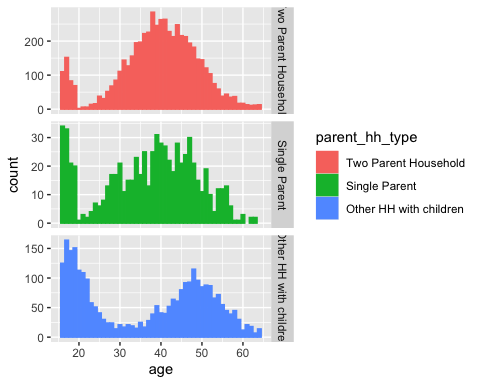 200
100
0
wo Parent Househol
30
20
10
0
Single Parent
150
100
50
0
Other HH with childre
20 30 40 50 60
age
count
parent_hh_type
Two Parent Household
Single Parent
Other HH with children